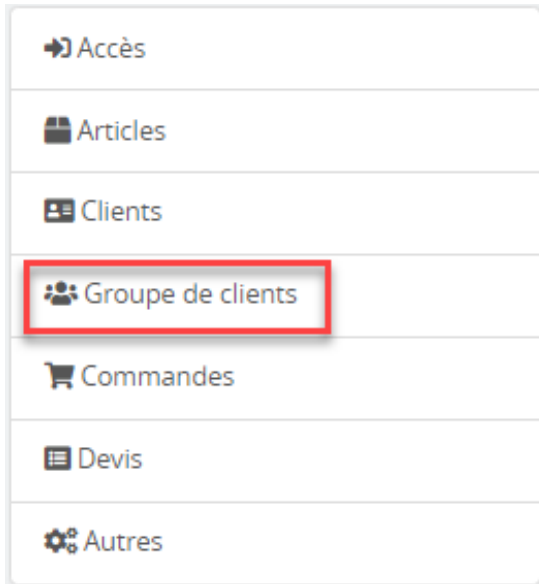 Accès
Articles
Clients
Groupe de clients
Commandes
Devis
Autres